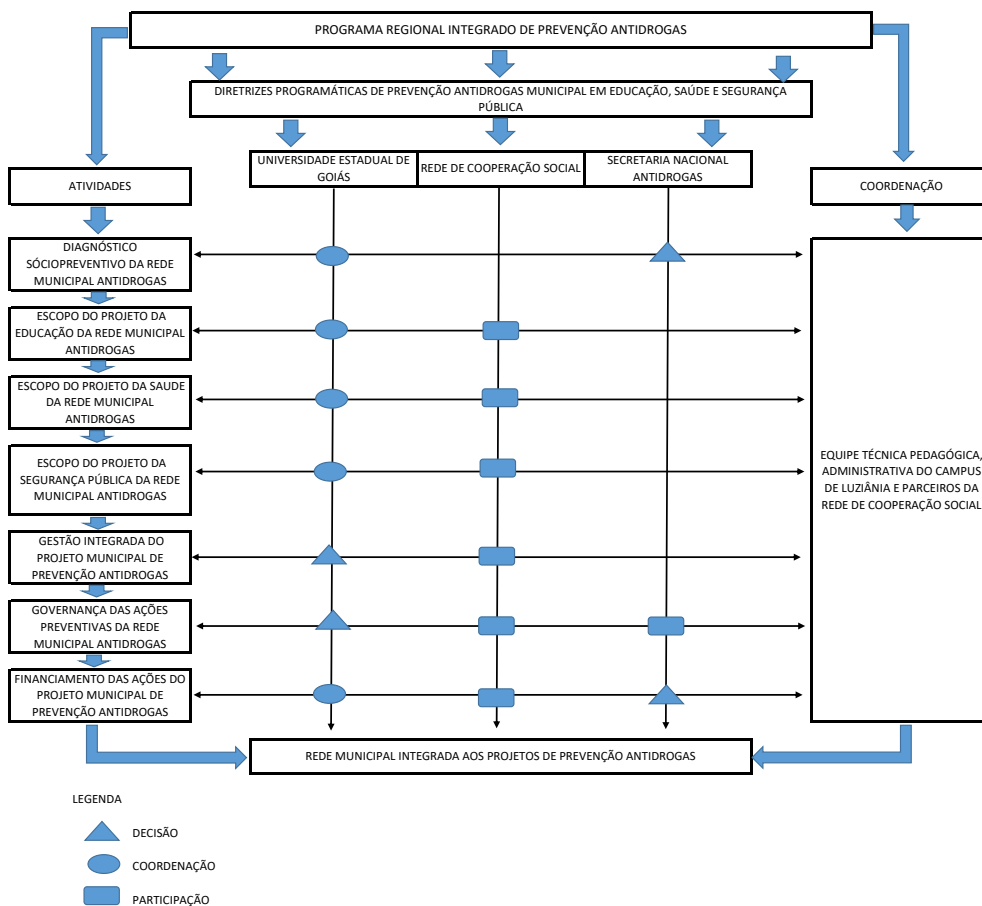 PROGRAMA REGIONAL INTEGRADO DE PREVENÇÃO ANTIDROGAS
DIRETRIZES PROGRAMÁTICAS DE PREVENÇÃO ANTIDROGAS MUNICIPAL EM EDUCAÇÃO, SAÚDE E SEGURANÇA
PÚBLICA
UNIVERSIDADE ESTADUAL DE
GOIÁS
REDE DE COOPERAÇÃO SOCIAL
SECRETARIA NACIONAL
ANTIDROGAS
ATIVIDADES
COORDENAÇÃO
DIAGNÓSTICO
SÓCIOPREVENTIVO DA REDE
MUNICIPAL ANTIDROGAS
ESCOPO DO PROJETO DA
EDUCAÇÃO DA REDE MUNICIPAL
ANTIDROGAS
ESCOPO DO PROJETO DA SAUDE
DA REDE MUNICIPAL
ANTIDROGAS
ESCOPO DO PROJETO DA
SEGURANÇA PÚBLICA DA REDE
MUNICIPAL ANTIDROGAS
GESTÃO INTEGRADA DO
PROJETO MUNICIPAL DE
PREVENÇÃO ANTIDROGAS
GOVERNANÇA DAS AÇÕES
PREVENTIVAS DA REDE
MUNICIPAL ANTIDROGAS
FINANCIAMENTO DAS AÇÕES DO
PROJETO MUNICIPAL DE
PREVENÇÃO ANTIDROGAS
EQUIPE TÉCNICA PEDAGÓGICA,
ADMINISTRATIVA DO CAMPUS
DE LUZIÂNIA E PARCEIROS DA
REDE DE COOPERAÇÃO SOCIAL
REDE MUNICIPAL INTEGRADA AOS PROJETOS DE PREVENÇÃO ANTIDROGAS
LEGENDA
DECISÃO
COORDENAÇÃO
PARTICIPAÇÃO